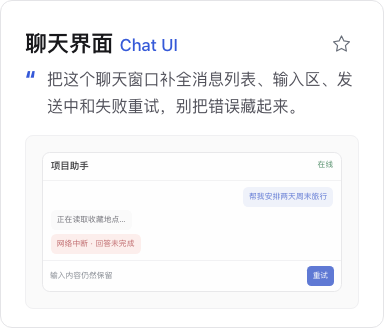 聊天界面 Chat UI
“ 把这个聊天窗口补全消息列表、输入区、发
送中和失败重试，别把错误藏起来。
项目助手 在线
帮我安排两天周末旅行
正在读取收藏地点...
网络中断 · 回答未完成
输入内容仍然保留 重试